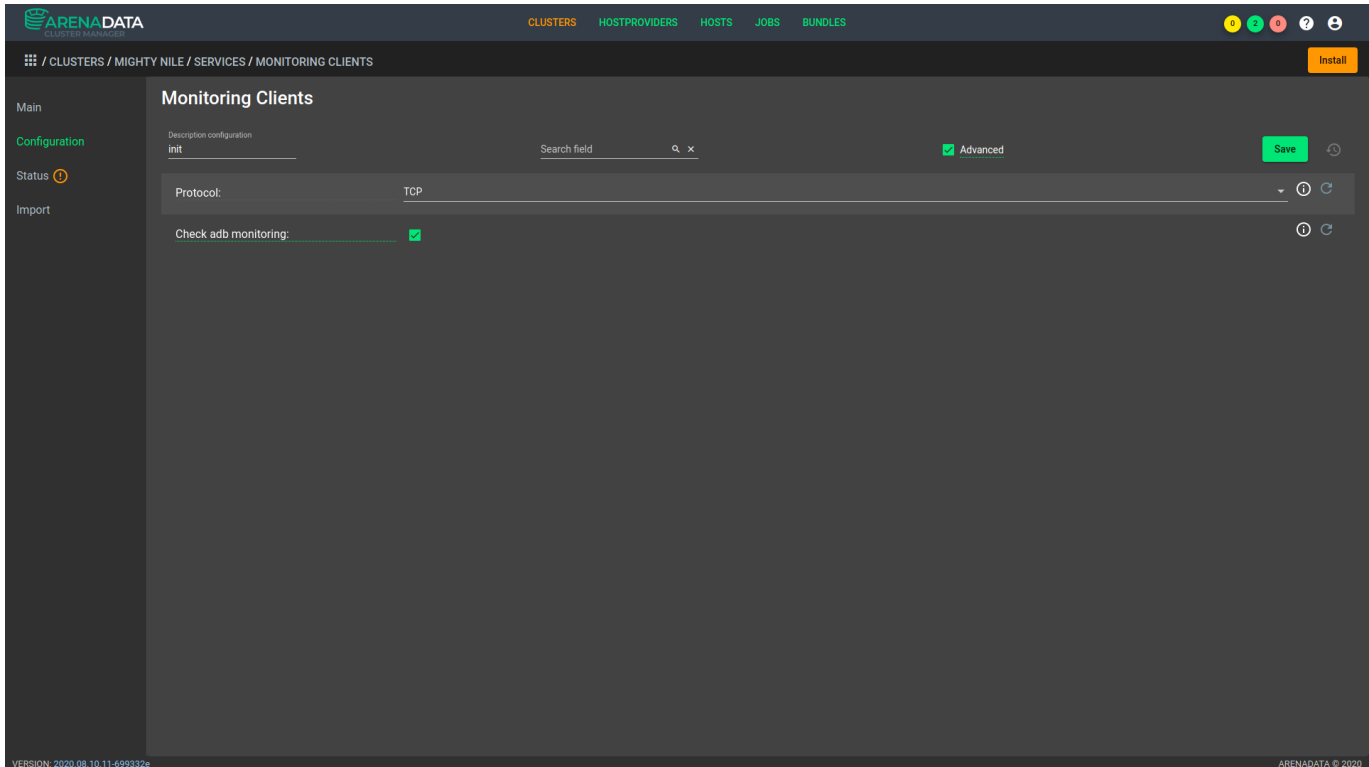 ARENADATA
CLUSTER MANAGER
CLUSTERS HOSTPROVIDERS HOSTS JOBS BUNDLES
0 2 0 ?
/ CLUSTERS / MIGHTY NILE / SERVICES / MONITORING CLIENTS
Install
Main
Configuration
Status
Import
Monitoring Clients
Description configuration
init
Search field
Advanced
Save
Protocol: TCP
Check adb monitoring:
VERSION: 2020.08.10.11-699332e
ARENADATA © 2020